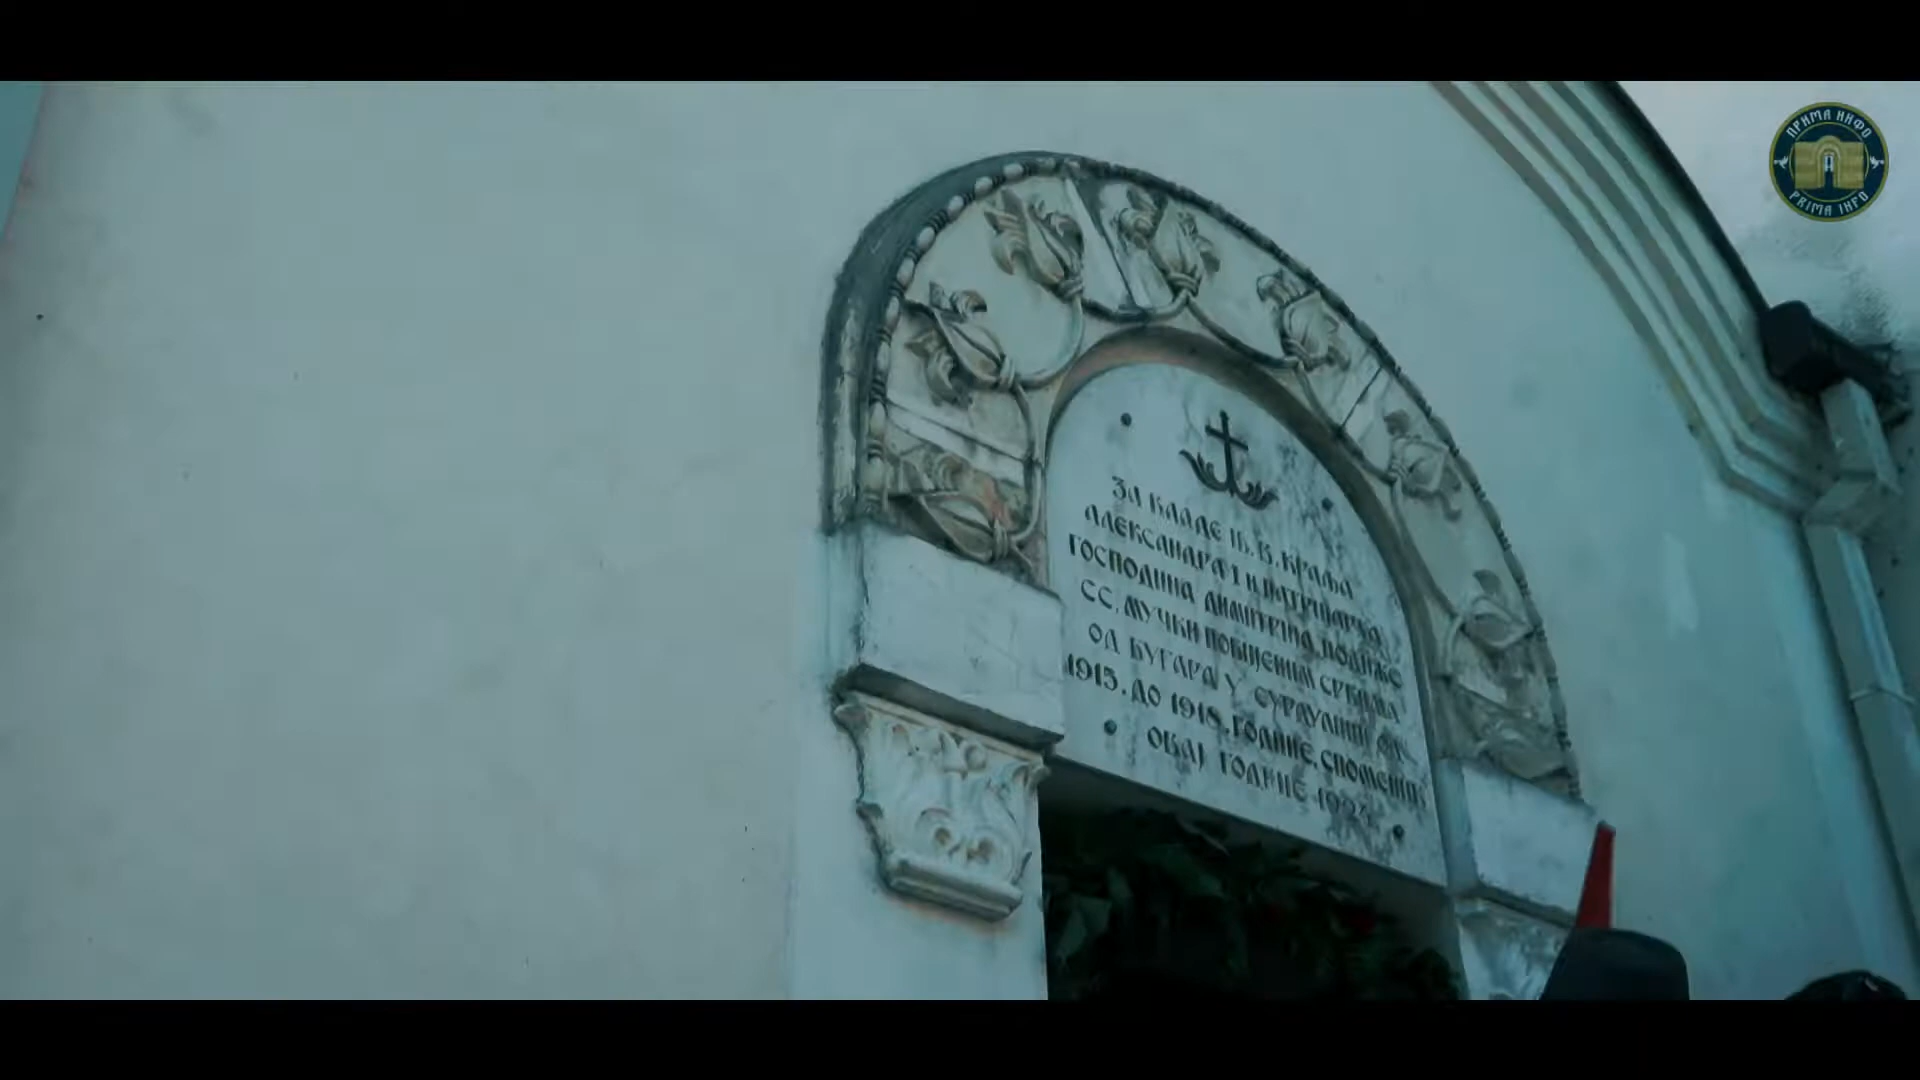 ПРИМА ИНФО
PRIMA INFO
За владе Њ. В. Краља
Александра I и Патријарха
Господина Димитрија, подиже
СС. мучки побијеним Србима
од Бугара у Сурдулици од
1915. до 1918. године, споменик
овај године